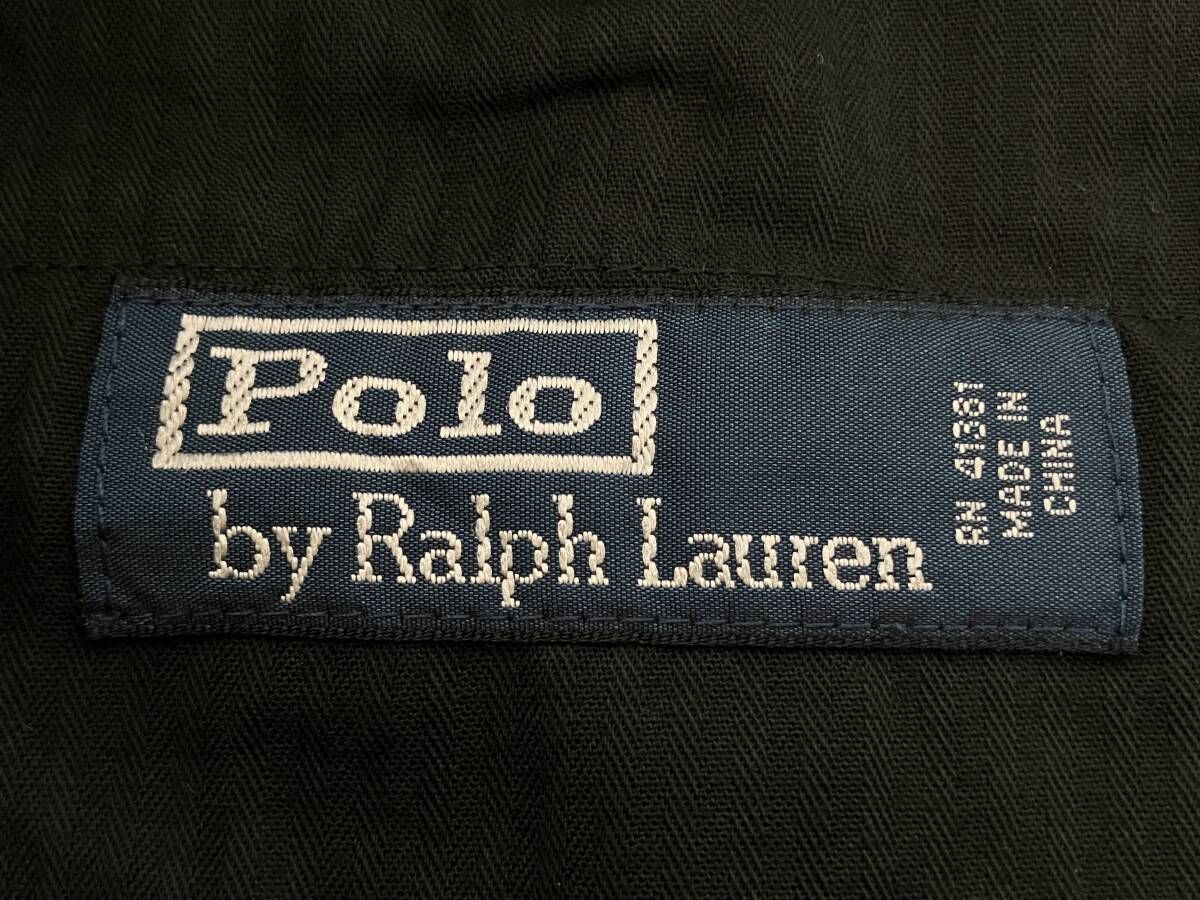 Polo
by Ralph Lauren
RN 41381
MADE IN
CHINA